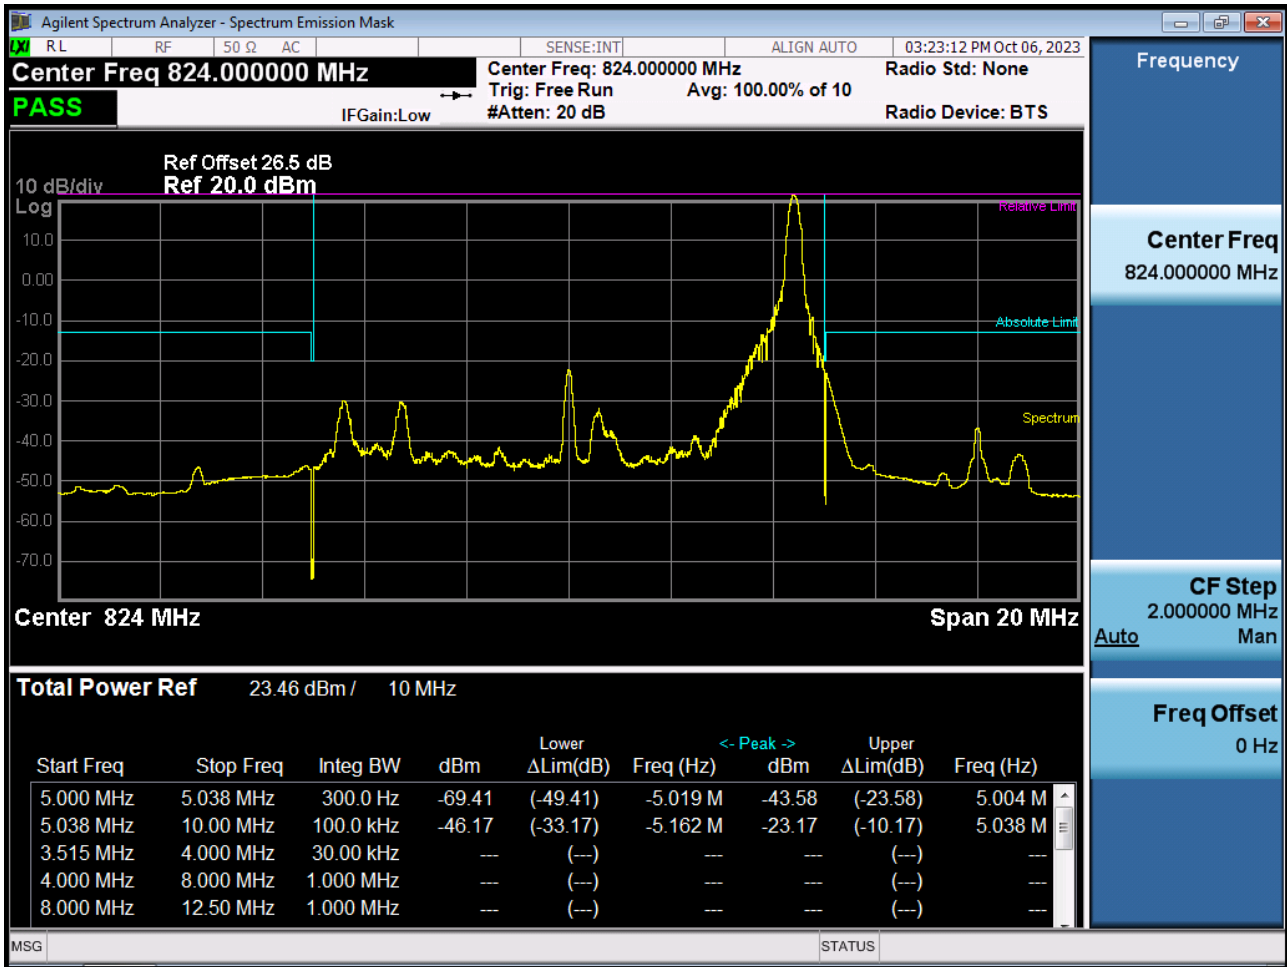 Agilent Spectrum Analyzer - Spectrum Emission Mask
LXI RL RF 50 Ω AC SENSE:INT ALIGN AUTO 03:23:12 PM Oct 06, 2023
Center Freq 824.000000 MHz
Center Freq: 824.000000 MHz Radio Std: None
Trig: Free Run Avg: 100.00% of 10
PASS IFGain:Low #Atten: 20 dB Radio Device: BTS
Ref Offset 26.5 dB
10 dB/div Ref 20.0 dBm
Log
Relative Limit
10.0
0.00
-10.0
Absolute Limit
-20.0
-30.0
Spectrum
-40.0
-50.0
-60.0
-70.0
Center 824 MHz Span 20 MHz
Total Power Ref 23.46 dBm / 10 MHz
Lower <- Peak -> Upper
Start Freq Stop Freq Integ BW dBm ΔLim(dB) Freq (Hz) dBm ΔLim(dB) Freq (Hz)
5.000 MHz 5.038 MHz 300.0 Hz -69.41 (-49.41) -5.019 M -43.58 (-23.58) 5.004 M
5.038 MHz 10.00 MHz 100.0 kHz -46.17 (-33.17) -5.162 M -23.17 (-10.17) 5.038 M
3.515 MHz 4.000 MHz 30.00 kHz --- (---) --- --- (---) ---
4.000 MHz 8.000 MHz 1.000 MHz --- (---) --- --- (---) ---
8.000 MHz 12.50 MHz 1.000 MHz --- (---) --- --- (---) ---
MSG STATUS
Frequency
Center Freq
824.000000 MHz
CF Step
2.000000 MHz
Auto Man
Freq Offset
0 Hz